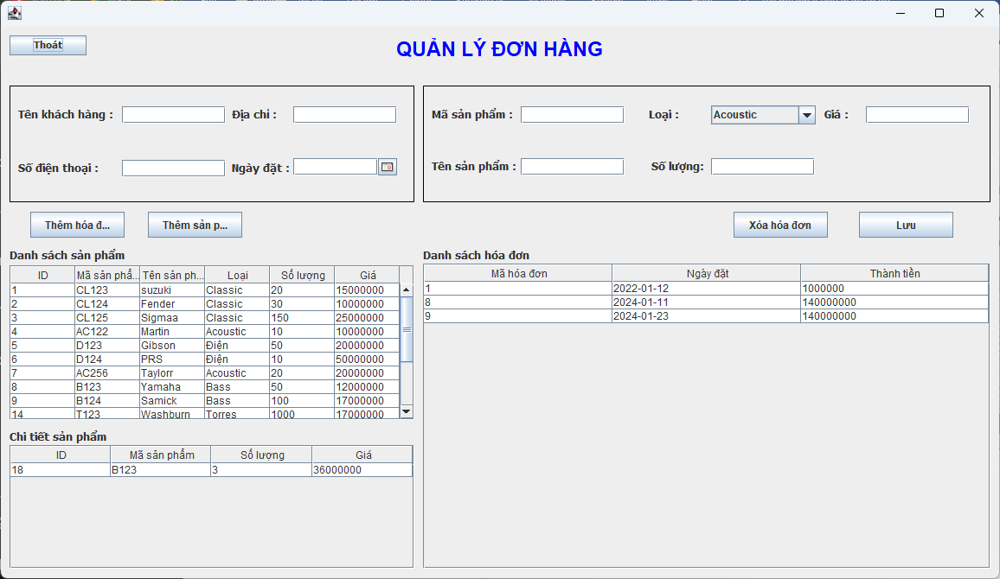 Thoát
QUẢN LÝ ĐƠN HÀNG
Tên khách hàng : Địa chỉ :
Số điện thoại : Ngày đặt :
Mã sản phẩm : Loại : Acoustic Giá :
Tên sản phẩm : Số lượng:
Thêm hóa đ... Thêm sản p... Xóa hóa đơn Lưu
Danh sách sản phẩm
ID Mã sản phẩ... Tên sản ph... Loại Số lượng Giá
1 CL123 suzuki Classic 20 15000000
2 CL124 Fender Classic 30 10000000
3 CL125 Sigmaa Classic 150 25000000
4 AC122 Martin Acoustic 10 10000000
5 D123 Gibson Điện 50 20000000
6 D124 PRS Điện 10 50000000
7 AC256 Taylorr Acoustic 20 20000000
8 B123 Yamaha Bass 50 12000000
9 B124 Samick Bass 100 17000000
14 T123 Washburn Torres 1000 17000000
Chi tiết sản phẩm
ID Mã sản phẩm Số lượng Giá
18 B123 3 36000000
Danh sách hóa đơn
Mã hóa đơn Ngày đặt Thành tiền
1 2022-01-12 1000000
8 2024-01-11 140000000
9 2024-01-23 140000000